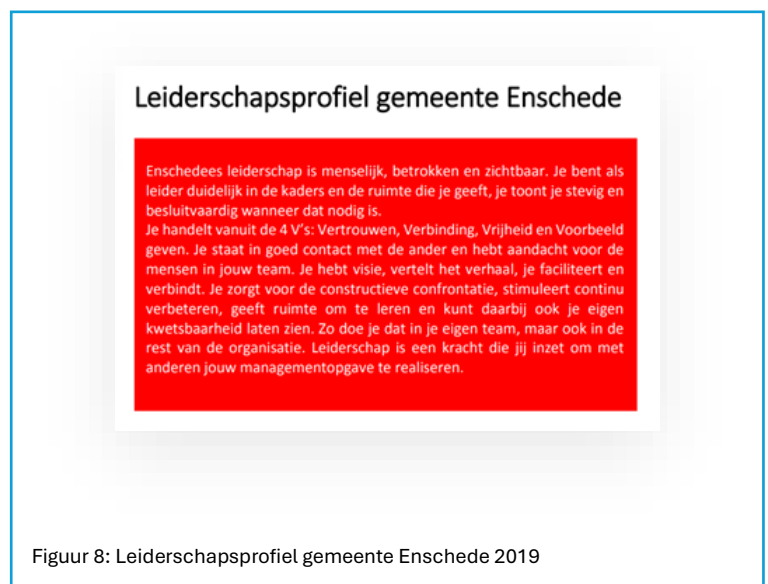 Leiderschapsprofiel gemeente Enschede
Enschedees leiderschap is menselijk, betrokken en zichtbaar. Je bent als
leider duidelijk in de kaders en de ruimte die je geeft, je toont je stevig en
besluitvaardig wanneer dat nodig is.
Je handelt vanuit de 4 V's: Vertrouwen, Verbinding, Vrijheid en Voorbeeld
geven. Je staat in goed contact met de ander en hebt aandacht voor de
mensen in jouw team. Je hebt visie, vertelt het verhaal, je faciliteert en
verbindt. Je zorgt voor de constructieve confrontatie, stimuleert continu
verbeteren, geeft ruimte om te leren en kunt daarbij ook je eigen
kwetsbaarheid laten zien. Zo doe je dat in je eigen team, maar ook in de
rest van de organisatie. Leiderschap is een kracht die jij inzet om met
anderen jouw managementopgave te realiseren.
Figuur 8: Leiderschapsprofiel gemeente Enschede 2019